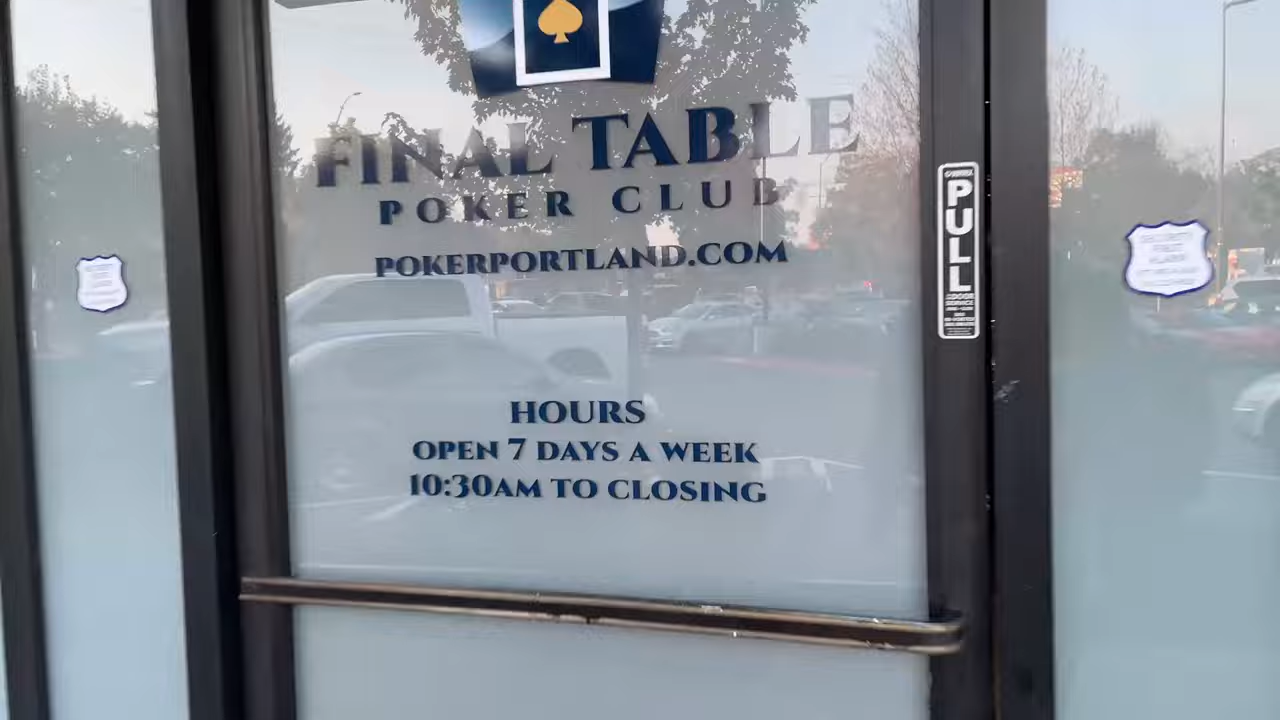 FINAL TABLE
POKER CLUB
POKERPORTLAND.COM
HOURS
OPEN 7 DAYS A WEEK
10:30AM TO CLOSING
PULL